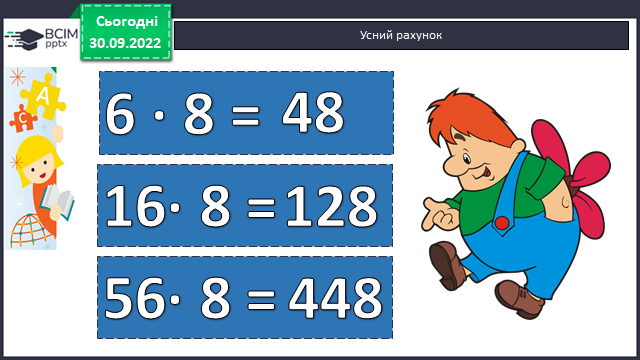 Сьогодні
30.09.2022
ВСІМ
pptx
Усний рахунок
6 · 8 = 48
16· 8 = 128
56· 8 = 448
А
С